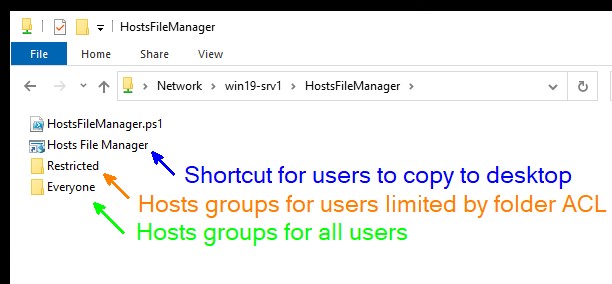 HostsFileManager
File
Home
Share
View
Network > win19-srv1 > HostsFileManager >
HostsFileManager.ps1
Hosts File Manager
Restricted
Everyone
Shortcut for users to copy to desktop
Hosts groups for users limited by folder ACL
Hosts groups for all users